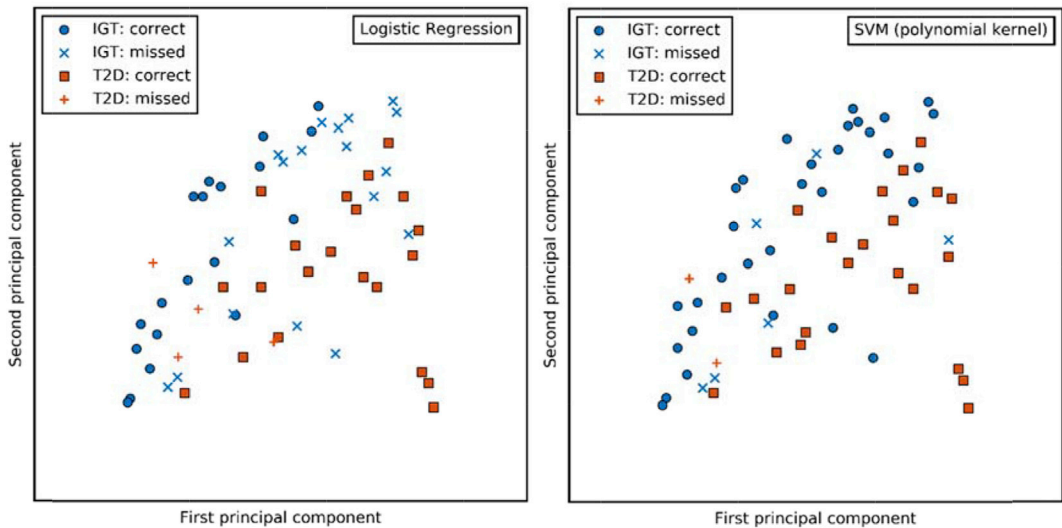 IGT: correct
IGT: missed
T2D: correct
T2D: missed
Logistic Regression
Second principal component
First principal component
IGT: correct
IGT: missed
T2D: correct
T2D: missed
SVM (polynomial kernel)
Second principal component
First principal component